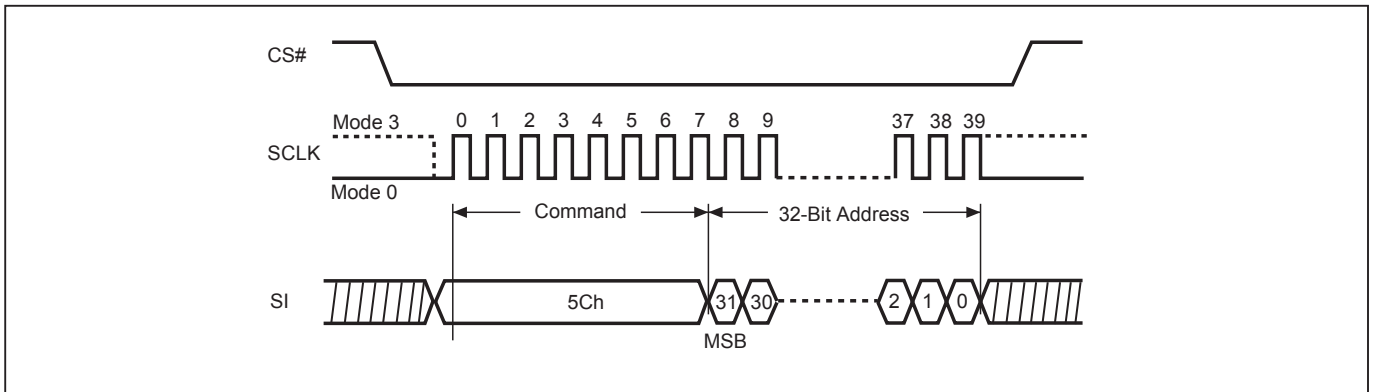 CS#
Mode 3
0 1 2 3 4 5 6 7 8 9 37 38 39
SCLK
Mode 0
Command
32-Bit Address
SI
5Ch
31 30
2 1 0
MSB